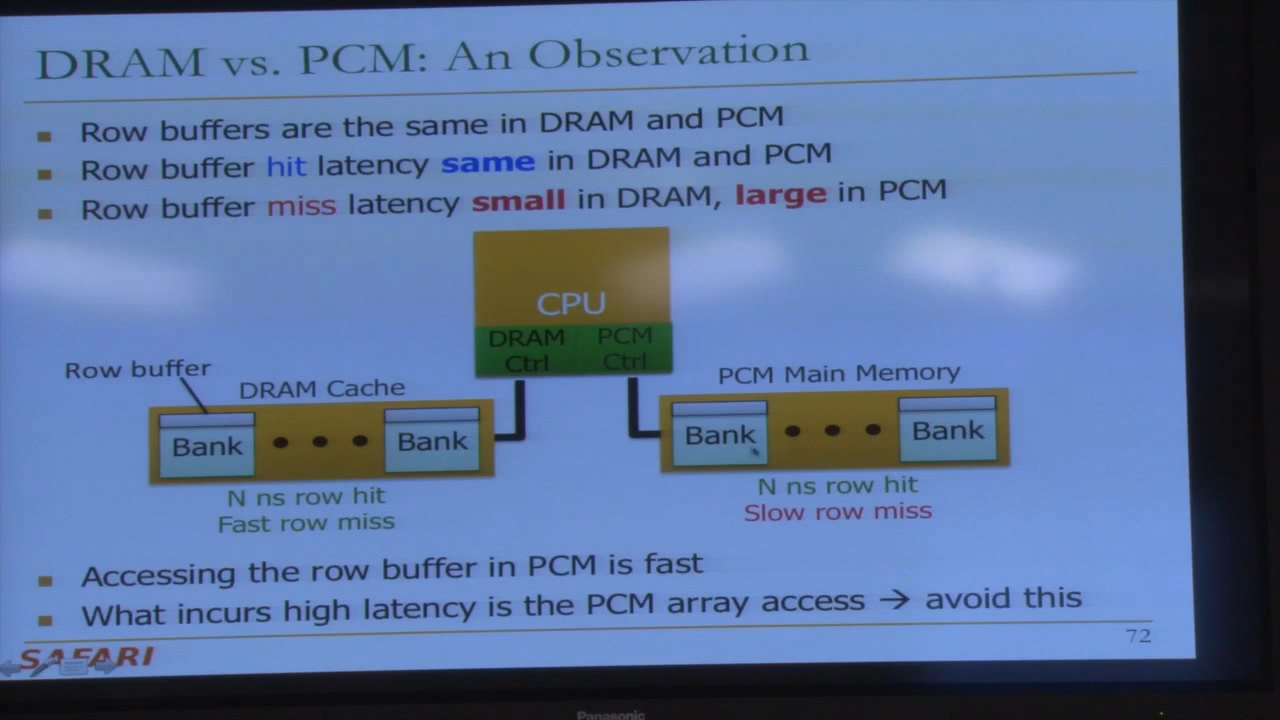 DRAM vs. PCM: An Observation
Row buffers are the same in DRAM and PCM
Row buffer hit latency same in DRAM and PCM
Row buffer miss latency small in DRAM, large in PCM
CPU
DRAM Ctrl
PCM Ctrl
Row buffer
DRAM Cache
PCM Main Memory
Bank
Bank
Bank
Bank
N ns row hit
Fast row miss
N ns row hit
Slow row miss
Accessing the row buffer in PCM is fast
What incurs high latency is the PCM array access → avoid this
SAFARI
72
Panasonic